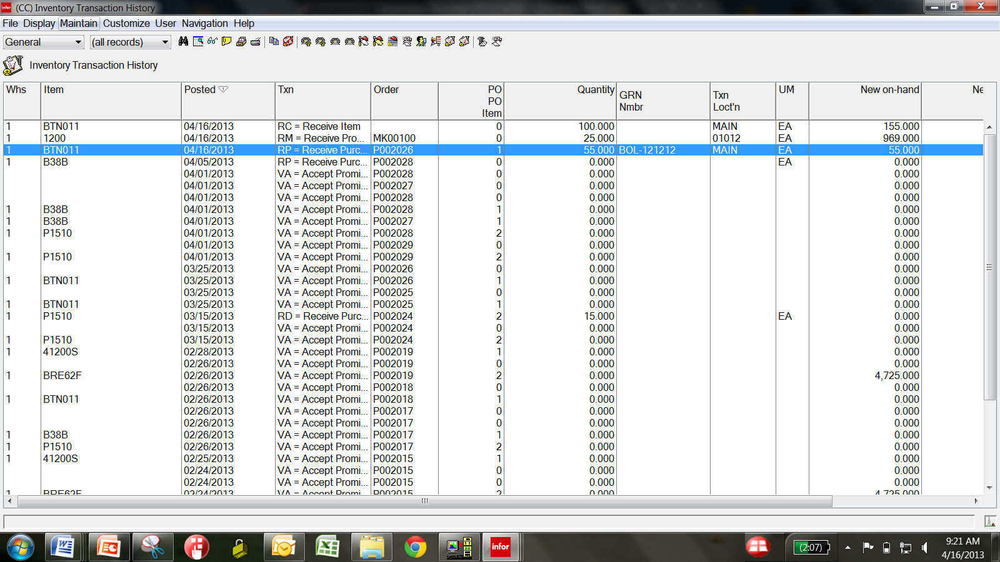 infor (CC) Inventory Transaction History
File Display Maintain Customize User Navigation Help
General (all records)
Inventory Transaction History
Whs Item Posted Txn Order PO PO Item Quantity GRN Nmbr Txn Loct'n UM New on-hand Ne
1 BTN011 04/16/2013 RC = Receive Item 0 100.000 MAIN EA 155.000
1 1200 04/16/2013 RM = Receive Pro... MK00100 0 25.000 01012 EA 969.000
1 BTN011 04/16/2013 RP = Receive Purc... P002026 1 55.000 BOL-121212 MAIN EA 55.000
1 B38B 04/05/2013 RP = Receive Purc... P002028 0 0.000 EA 0.000
04/01/2013 VA = Accept Promi... P002028 0 0.000 0.000
04/01/2013 VA = Accept Promi... P002027 0 0.000 0.000
04/01/2013 VA = Accept Promi... P002028 0 0.000 0.000
1 B38B 04/01/2013 VA = Accept Promi... P002028 1 0.000 0.000
1 B38B 04/01/2013 VA = Accept Promi... P002027 1 0.000 0.000
1 P1510 04/01/2013 VA = Accept Promi... P002028 2 0.000 0.000
04/01/2013 VA = Accept Promi... P002029 0 0.000 0.000
1 P1510 04/01/2013 VA = Accept Promi... P002029 2 0.000 0.000
03/25/2013 VA = Accept Promi... P002026 0 0.000 0.000
1 BTN011 03/25/2013 VA = Accept Promi... P002026 1 0.000 0.000
03/25/2013 VA = Accept Promi... P002025 0 0.000 0.000
1 BTN011 03/25/2013 VA = Accept Promi... P002025 1 0.000 0.000
1 P1510 03/15/2013 RD = Receive Purc... P002024 2 15.000 EA 0.000
03/15/2013 VA = Accept Promi... P002024 0 0.000 0.000
1 P1510 03/15/2013 VA = Accept Promi... P002024 2 0.000 0.000
1 41200S 02/28/2013 VA = Accept Promi... P002019 1 0.000 0.000
02/26/2013 VA = Accept Promi... P002019 0 0.000 0.000
1 BRE62F 02/26/2013 VA = Accept Promi... P002019 2 0.000 4,725.000
02/26/2013 VA = Accept Promi... P002018 0 0.000 0.000
1 BTN011 02/26/2013 VA = Accept Promi... P002018 1 0.000 0.000
02/26/2013 VA = Accept Promi... P002017 0 0.000 0.000
02/26/2013 VA = Accept Promi... P002017 0 0.000 0.000
1 B38B 02/26/2013 VA = Accept Promi... P002017 1 0.000 0.000
1 P1510 02/26/2013 VA = Accept Promi... P002017 2 0.000 0.000
1 41200S 02/25/2013 VA = Accept Promi... P002015 1 0.000 0.000
02/24/2013 VA = Accept Promi... P002015 0 0.000 0.000
02/24/2013 VA = Accept Promi... P002015 0 0.000 0.000
1 BRE62F 02/24/2013 VA = Accept Promi... P002015 2 0.000 4,725.000
infor (2:07) 9:21 AM
4/16/2013